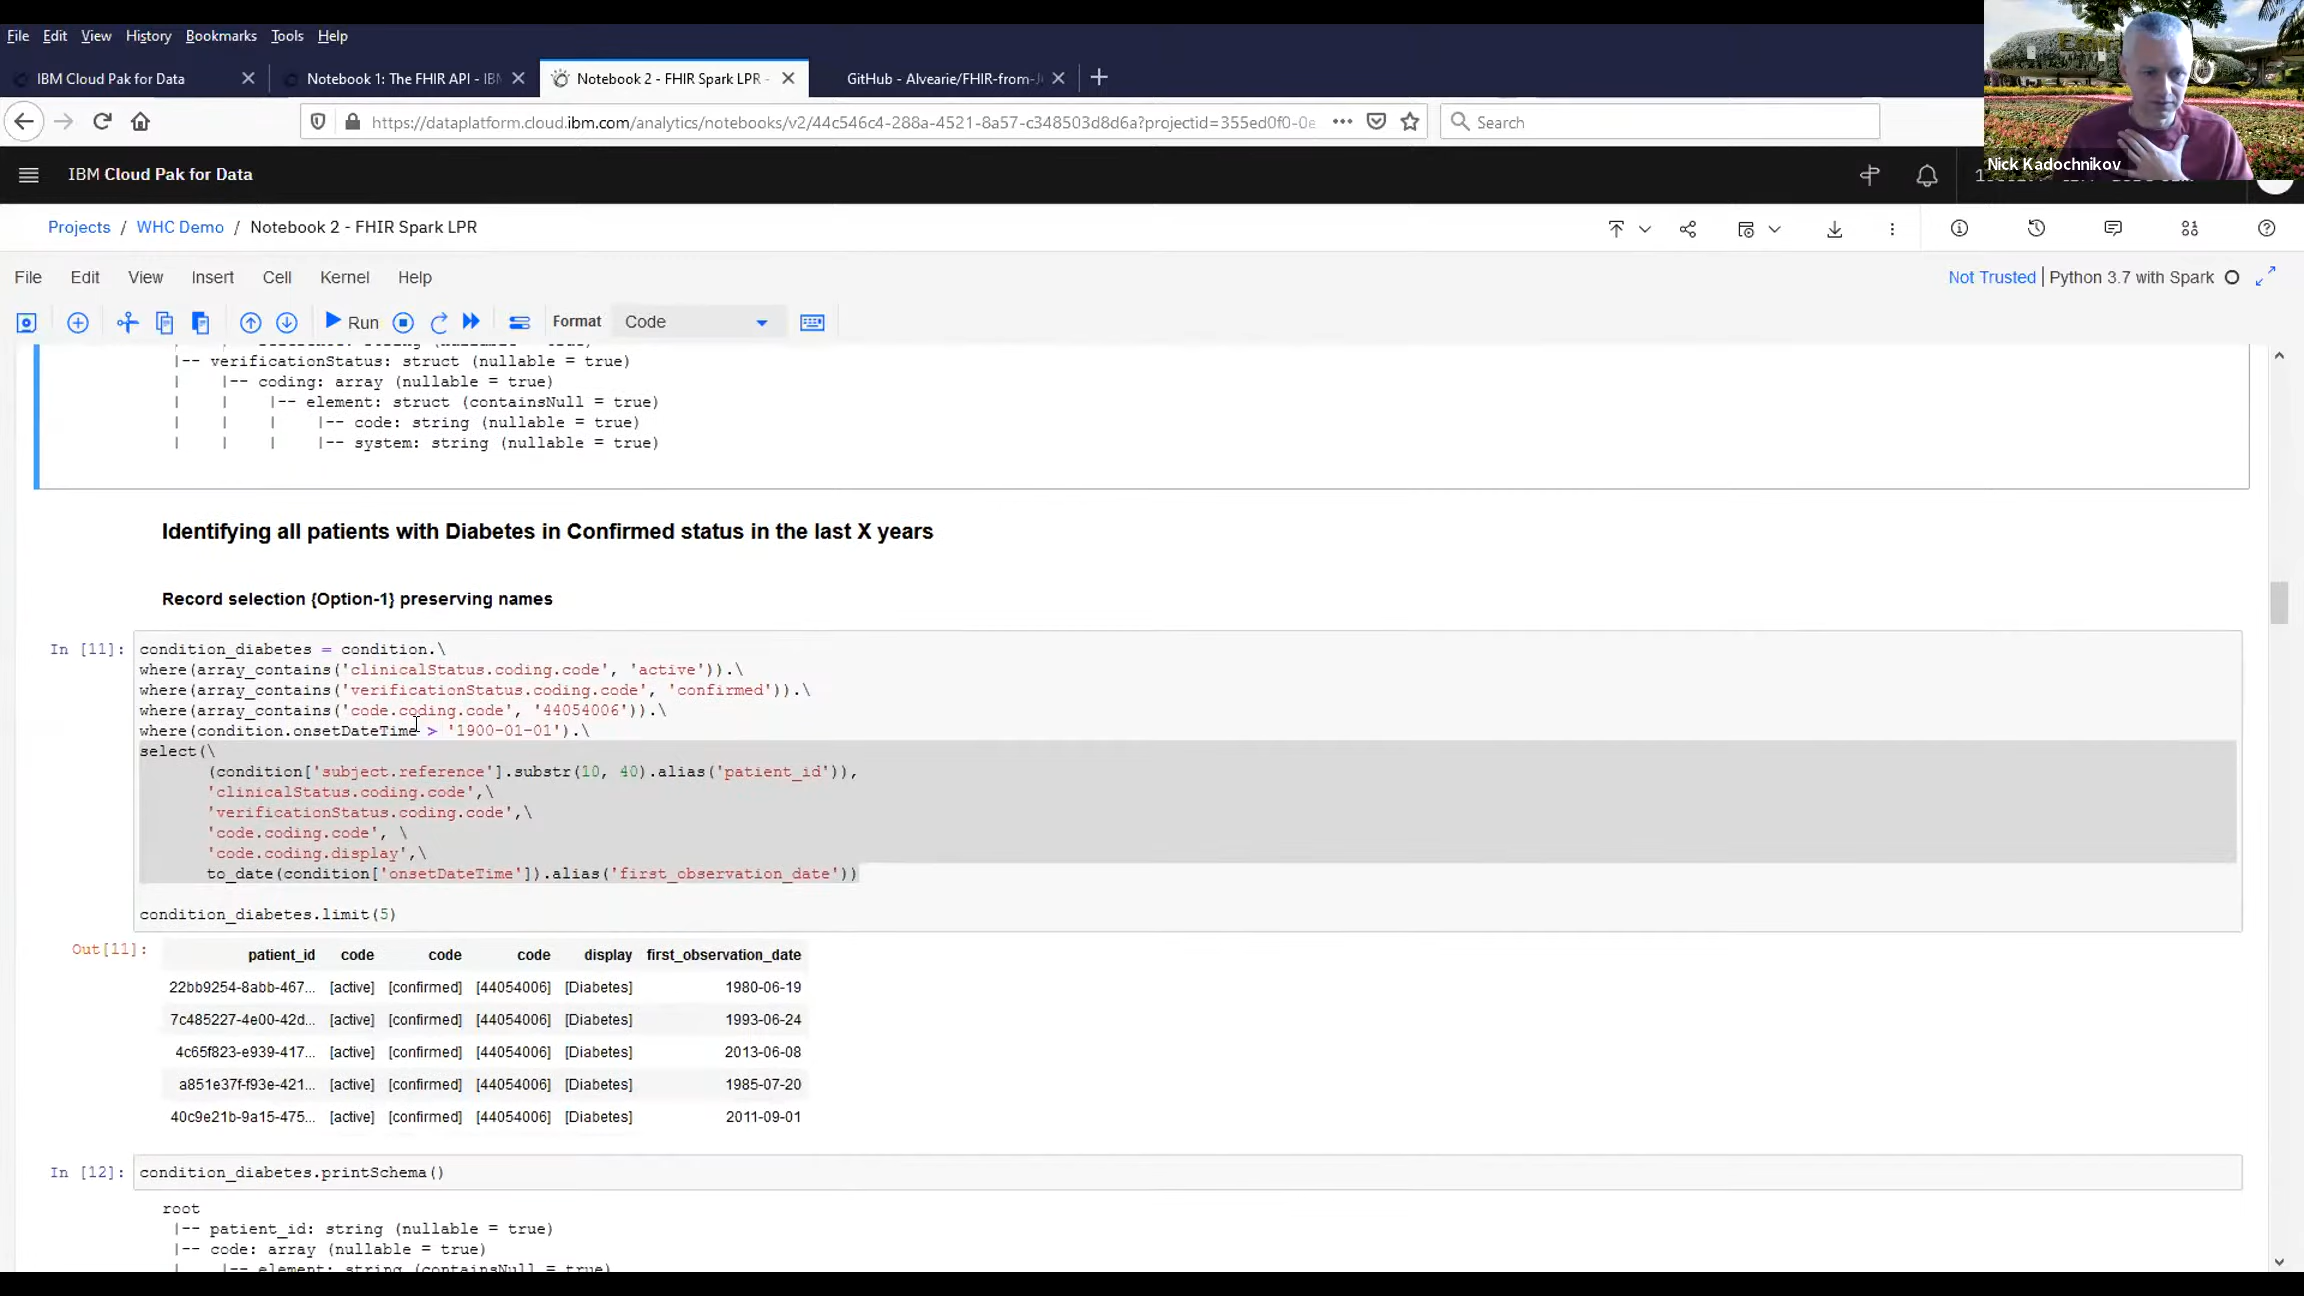 File Edit View History Bookmarks Tools Help
IBM Cloud Pak for Data
Notebook 1: The FHIR API - IB
Notebook 2 - FHIR Spark LPR -
GitHub - Alvearie/FHIR-from-
https://dataplatform.cloud.ibm.com/analytics/notebooks/v2/44c546c4-288a-4521-8a57-c348503d8d6a?projectid=355ed0f0-0e
Search
Nick Kadochnikov
IBM Cloud Pak for Data
Projects / WHC Demo / Notebook 2 - FHIR Spark LPR
File Edit View Insert Cell Kernel Help
Not Trusted | Python 3.7 with Spark
Run
Format
Code
|-- verificationStatus: struct (nullable = true)
| |-- coding: array (nullable = true)
| | |-- element: struct (containsNull = true)
| | | |-- code: string (nullable = true)
| | | |-- system: string (nullable = true)
Identifying all patients with Diabetes in Confirmed status in the last X years
Record selection {Option-1} preserving names
In [11]:
condition_diabetes = condition.\
where(array_contains('clinicalStatus.coding.code', 'active')).\
where(array_contains('verificationStatus.coding.code', 'confirmed')).\
where(array_contains('code.coding.code', '44054006')).\
where(condition.onsetDateTime > '1900-01-01').\
select(\
(condition['subject.reference'].substr(10, 40).alias('patient_id')),
'clinicalStatus.coding.code',\
'verificationStatus.coding.code',\
'code.coding.code', \
'code.coding.display',\
to_date(condition['onsetDateTime']).alias('first_observation_date'))
condition_diabetes.limit(5)
Out[11]:
patient_id code code code display first_observation_date
22bb9254-8abb-467... [active] [confirmed] [44054006] [Diabetes] 1980-06-19
7c485227-4e00-42d... [active] [confirmed] [44054006] [Diabetes] 1993-06-24
4c65f823-e939-417... [active] [confirmed] [44054006] [Diabetes] 2013-06-08
a851e37f-f93e-421... [active] [confirmed] [44054006] [Diabetes] 1985-07-20
40c9e21b-9a15-475... [active] [confirmed] [44054006] [Diabetes] 2011-09-01
In [12]: condition_diabetes.printSchema()
root
|-- patient_id: string (nullable = true)
|-- code: array (nullable = true)
| |-- element: string (containsNull = true)